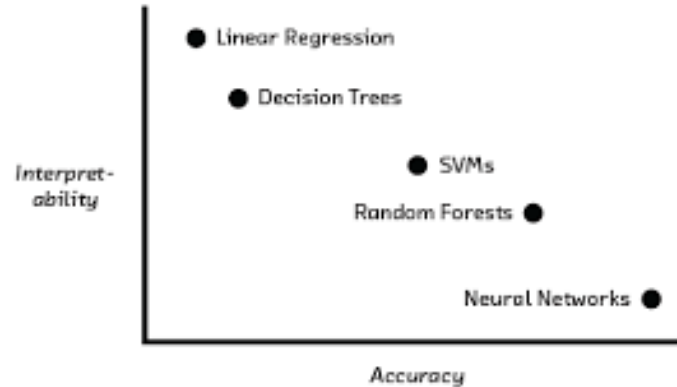 Linear Regression
Decision Trees
SVMs
Interpret-
ability
Random Forests
Neural Networks
Accuracy